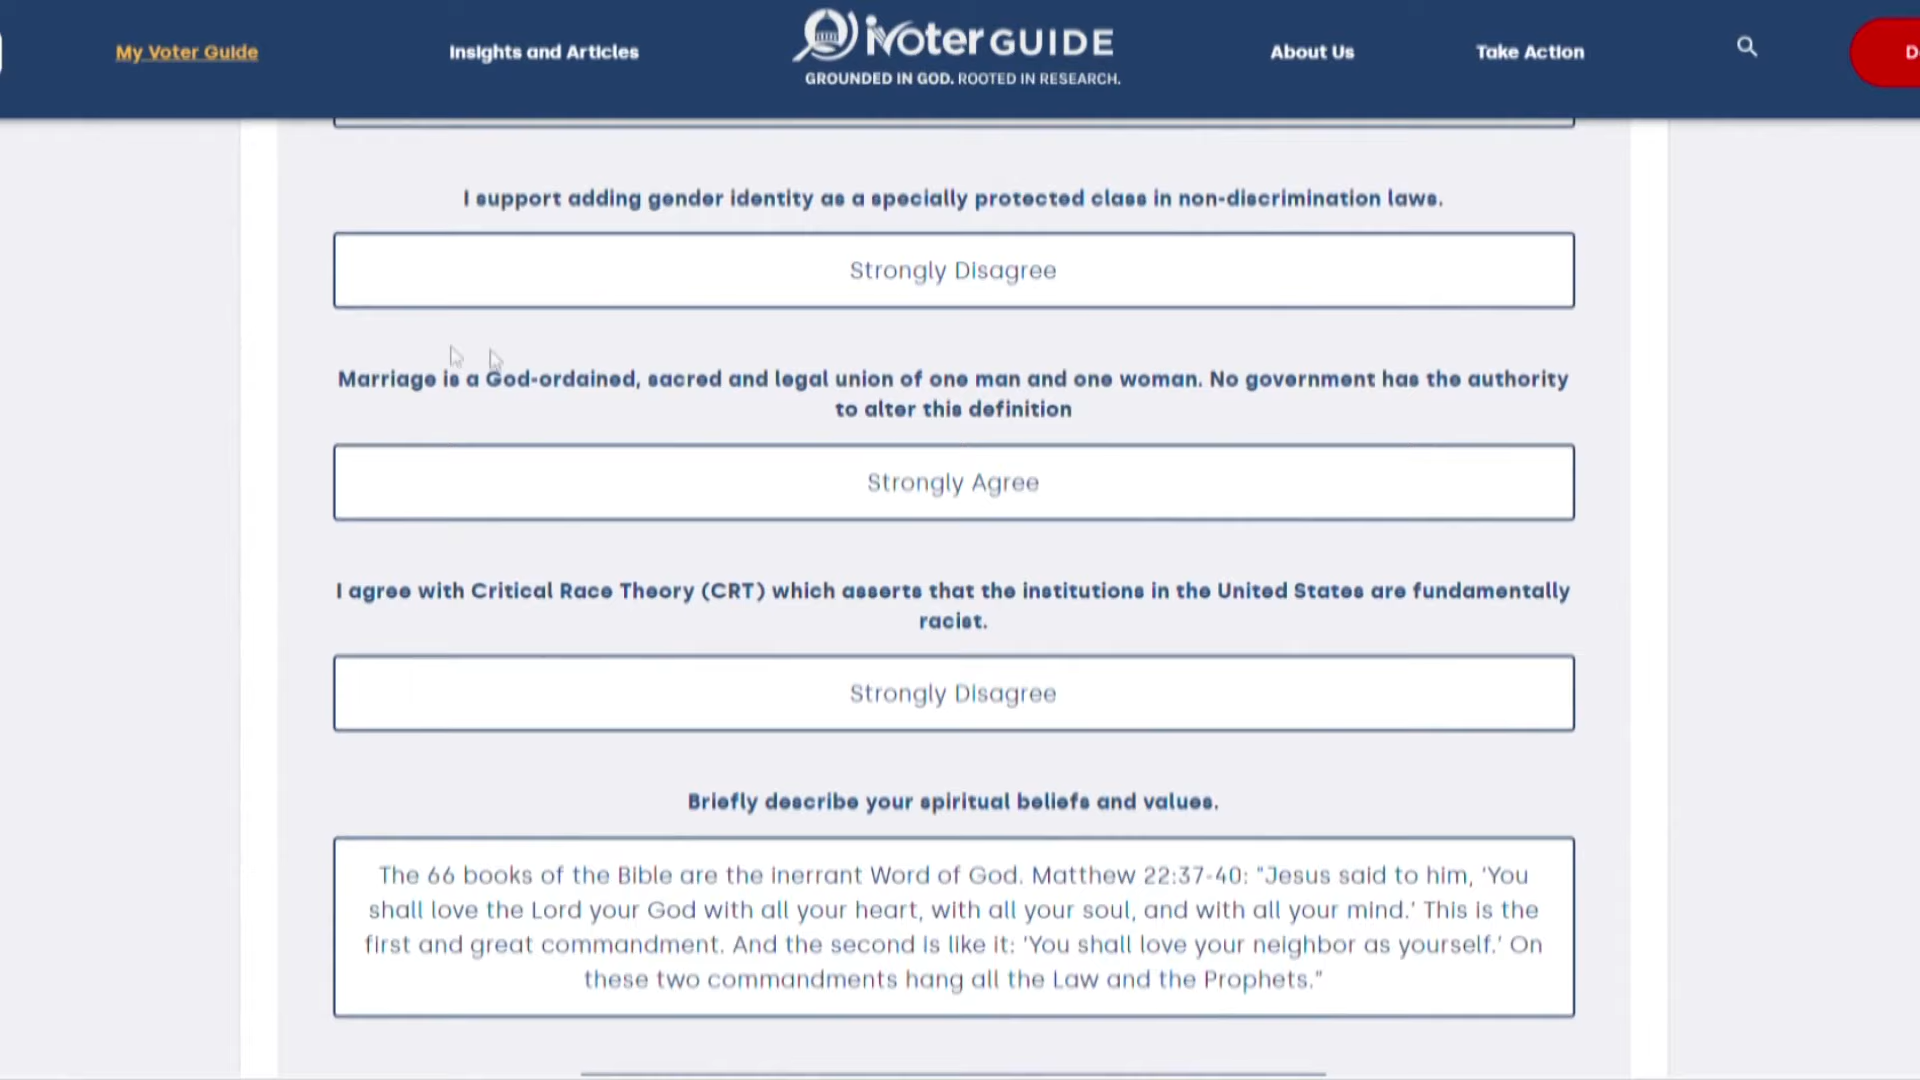 My Voter Guide
Insights and Articles
iVoterGUIDE
GROUNDED IN GOD. ROOTED IN RESEARCH.
About Us
Take Action
I support adding gender identity as a specially protected class in non-discrimination laws.
Strongly Disagree
Marriage is a God-ordained, sacred and legal union of one man and one woman. No government has the authority
to alter this definition
Strongly Agree
I agree with Critical Race Theory (CRT) which asserts that the institutions in the United States are fundamentally
racist.
Strongly Disagree
Briefly describe your spiritual beliefs and values.
The 66 books of the Bible are the inerrant Word of God. Matthew 22:37-40: "Jesus said to him, 'You
shall love the Lord your God with all your heart, with all your soul, and with all your mind.' This is the
first and great commandment. And the second is like it: 'You shall love your neighbor as yourself.' On
these two commandments hang all the Law and the Prophets."